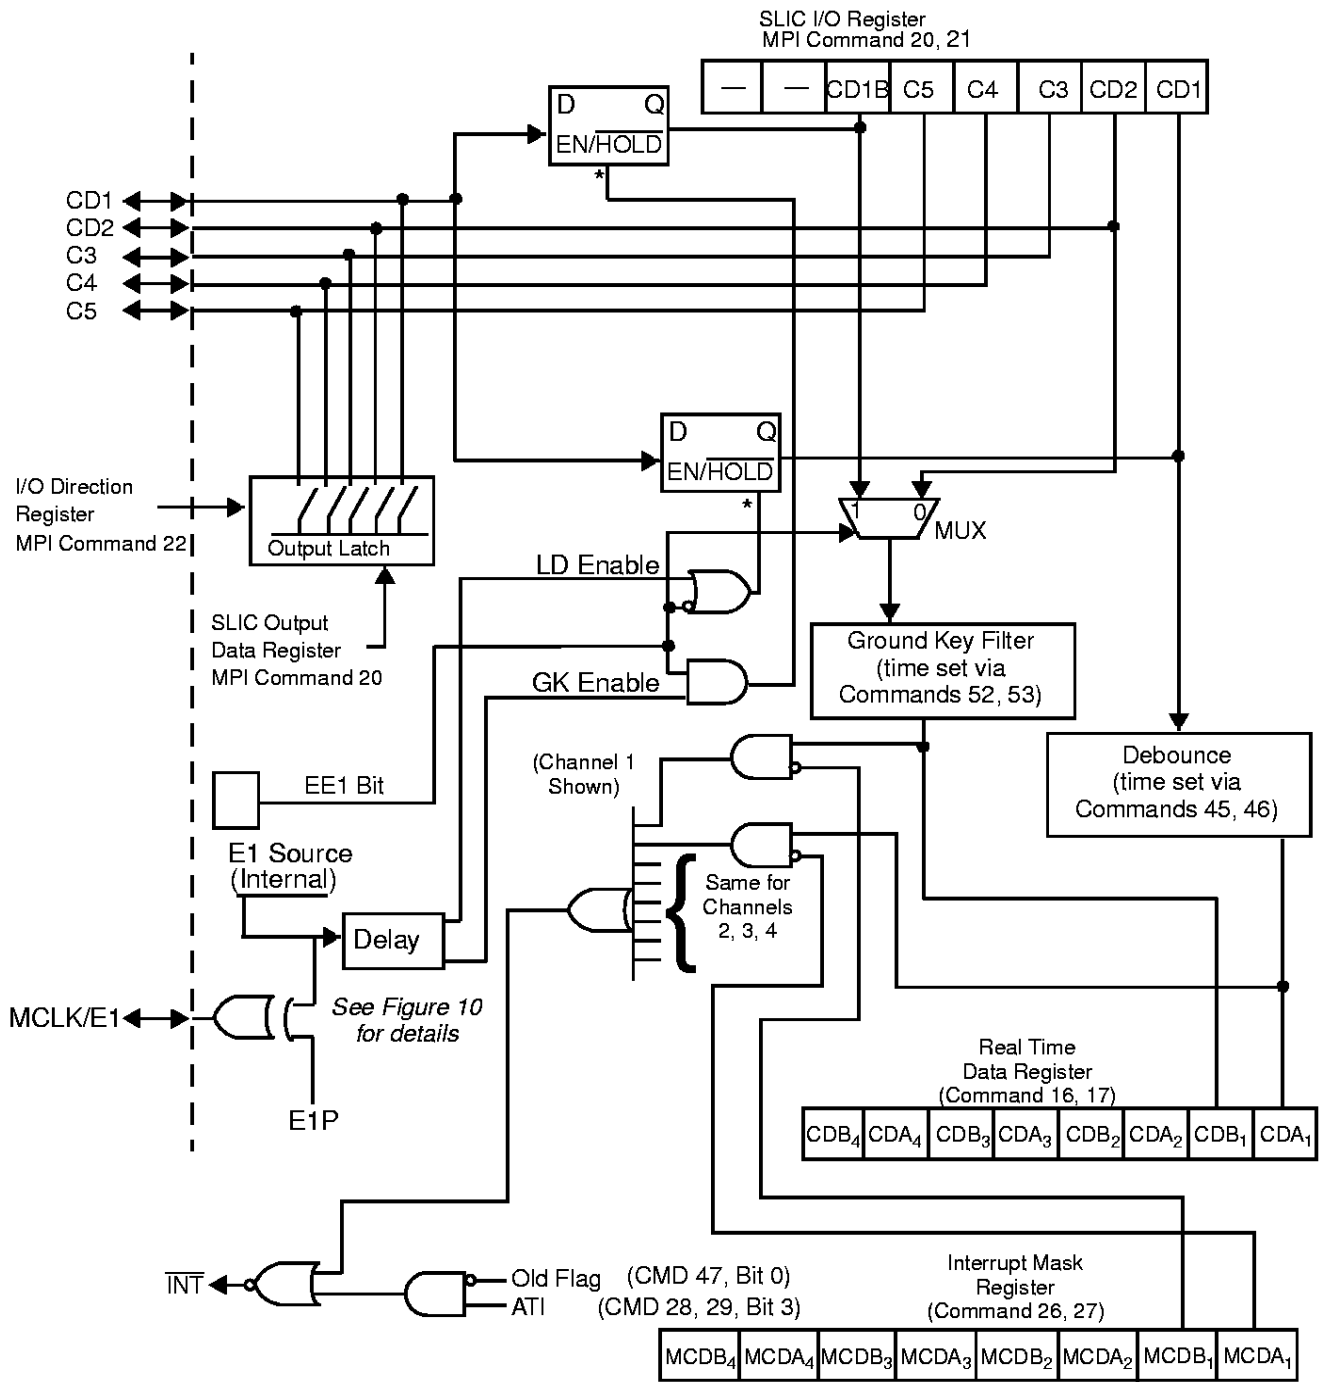 SLIC I/O Register
MPI Command 20, 21
— — CD1B C5 C4 C3 CD2 CD1
D Q
EN/HOLD
*
CD1
CD2
C3
C4
C5
D Q
EN/HOLD
*
I/O Direction
Register
MPI Command 22
Output Latch
1 0
MUX
LD Enable
SLIC Output
Data Register
MPI Command 20
GK Enable
Ground Key Filter
(time set via
Commands 52, 53)
(Channel 1
Shown)
Debounce
(time set via
Commands 45, 46)
EE1 Bit
E1 Source
(Internal)
Same for
Channels
2, 3, 4
Delay
See Figure 10
for details
MCLK/E1
E1P
Real Time
Data Register
(Command 16, 17)
CDB4 CDA4 CDB3 CDA3 CDB2 CDA2 CDB1 CDA1
INT
Old Flag (CMD 47, Bit 0)
ATI (CMD 28, 29, Bit 3)
Interrupt Mask
Register
(Command 26, 27)
MCDB4 MCDA4 MCDB3 MCDA3 MCDB2 MCDA2 MCDB1 MCDA1